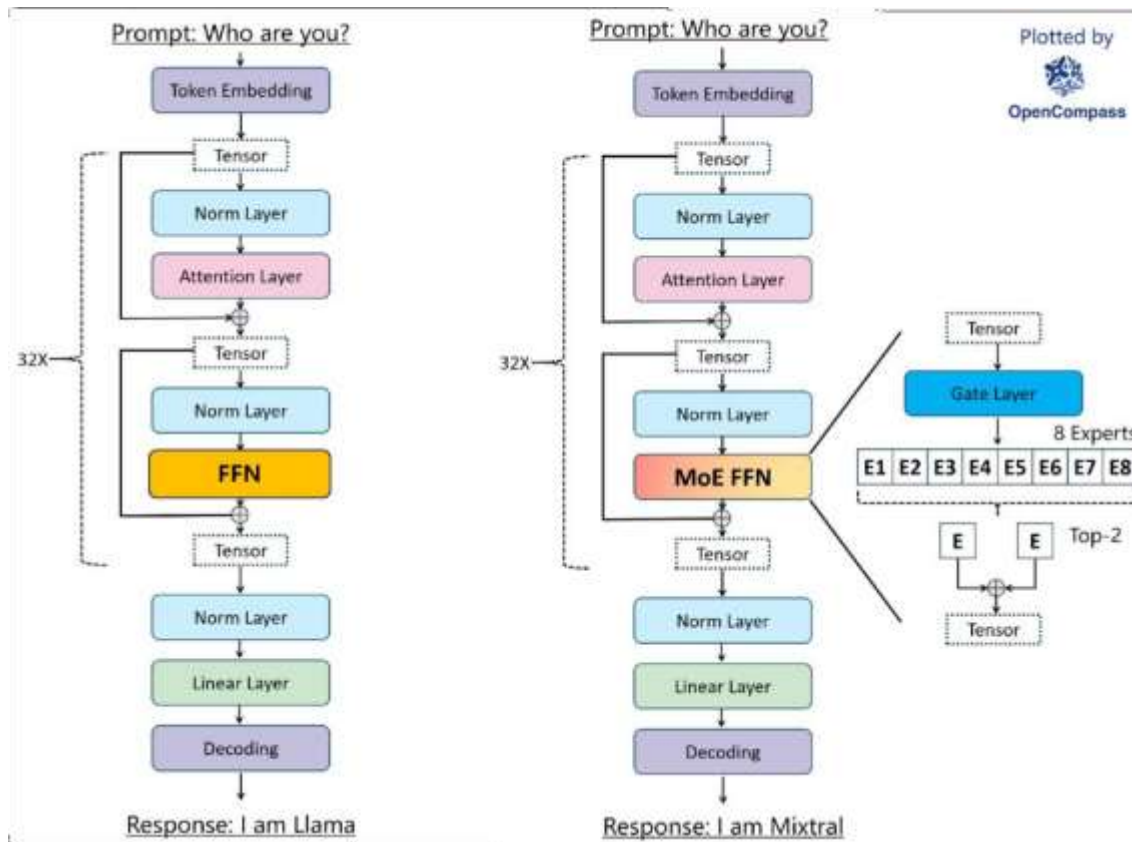 Prompt: Who are you?
Token Embedding
Tensor
Norm Layer
Attention Layer
Tensor
32X
Norm Layer
FFN
Tensor
Norm Layer
Linear Layer
Decoding
Response: I am Llama
Prompt: Who are you?
Token Embedding
Tensor
Norm Layer
Attention Layer
Tensor
32X
Norm Layer
MoE FFN
Tensor
Norm Layer
Linear Layer
Decoding
Response: I am Mixtral
Plotted by
OpenCompass
Tensor
Gate Layer
8 Experts
E1 E2 E3 E4 E5 E6 E7 E8
E E Top-2
Tensor